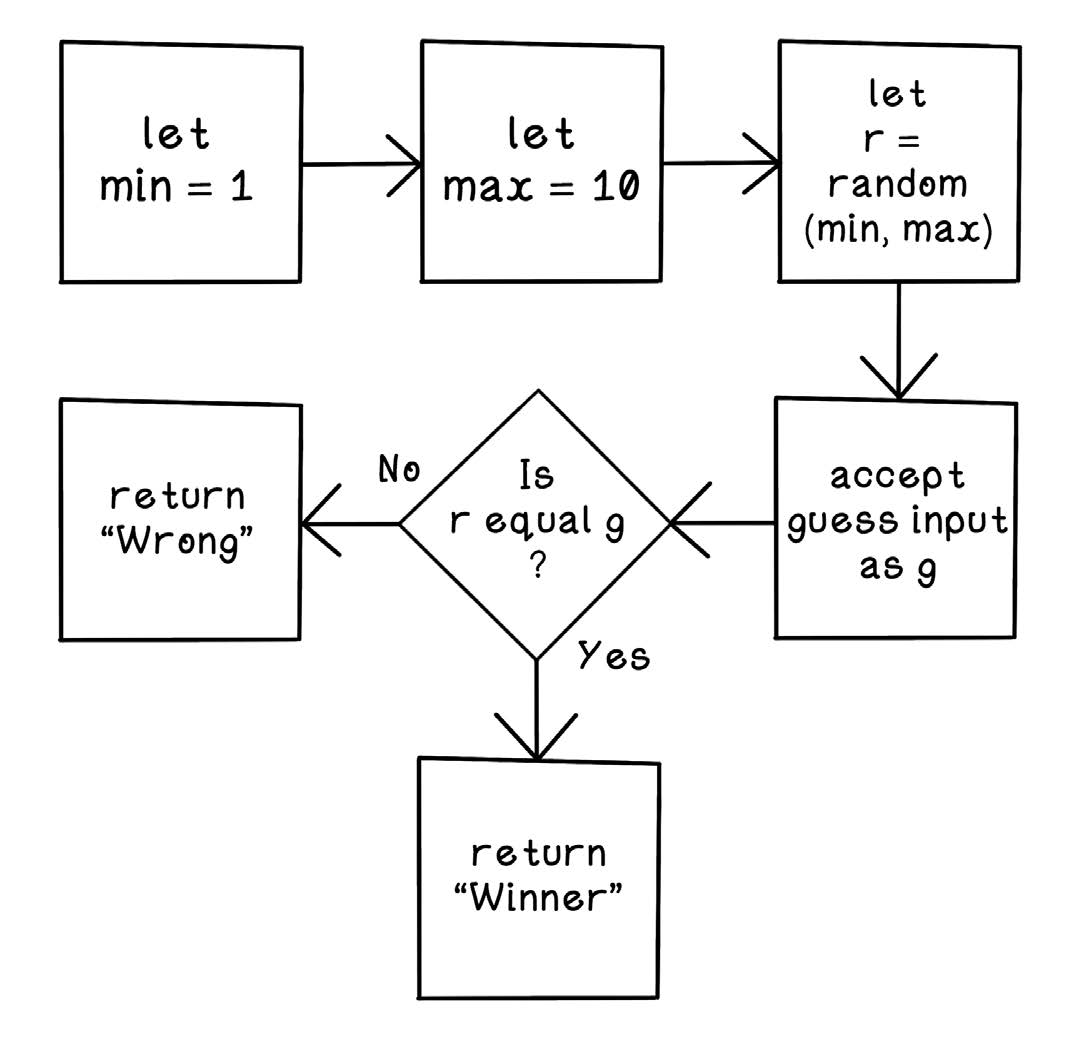 let
min = 1
let
max = 10
let
r =
random
(min, max)
accept
guess input
as g
Is
r equal g
?
No
return
“Wrong”
Yes
return
“Winner”